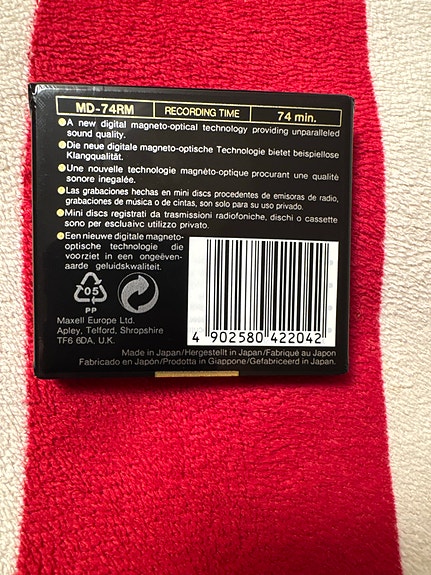 MD-74RM RECORDING TIME 74 min.
●A new digital magneto-optical technology providing unparalleled
sound quality.
●Die neue digitale magneto-optische Technologie bietet beispiellose
Klangqualität.
●Une nouvelle technologie magnéto-optique procurant une qualité
sonore inegalée.
●Las grabaciones hechas en mini discs procedentes de emisoras de radio,
grabaciones de música o de cintas, son solo para su uso privado.
●Mini discs registrati da trasmissioni radiofoniche, dischi o cassette
sono per esclusivc utilizzo privato.
●Een nieuwe digitale magneto-
optische technologie die
voorziet in een ongeëven-
aarde geluidskwaliteit.
05
PP
Maxell Europe Ltd.
Apley, Telford, Shropshire
TF6 6DA, U.K.
4 902580 422042
Made in Japan/Hergestellt in Japan/Fabriqué au Japon
Fabricado en Japón/Prodotta in Giappone/Gefabriceerd in Japan.